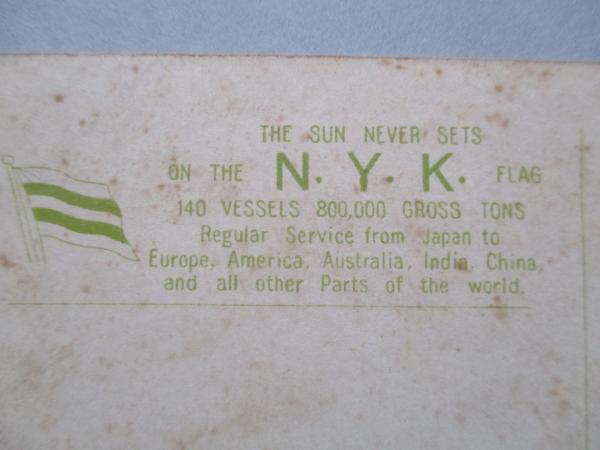 THE SUN NEVER SETS
ON THE N. Y. K. FLAG
140 VESSELS 800,000 GROSS TONS
Regular Service from Japan to
Europe, America, Australia, India, China,
and all other Parts of the world.